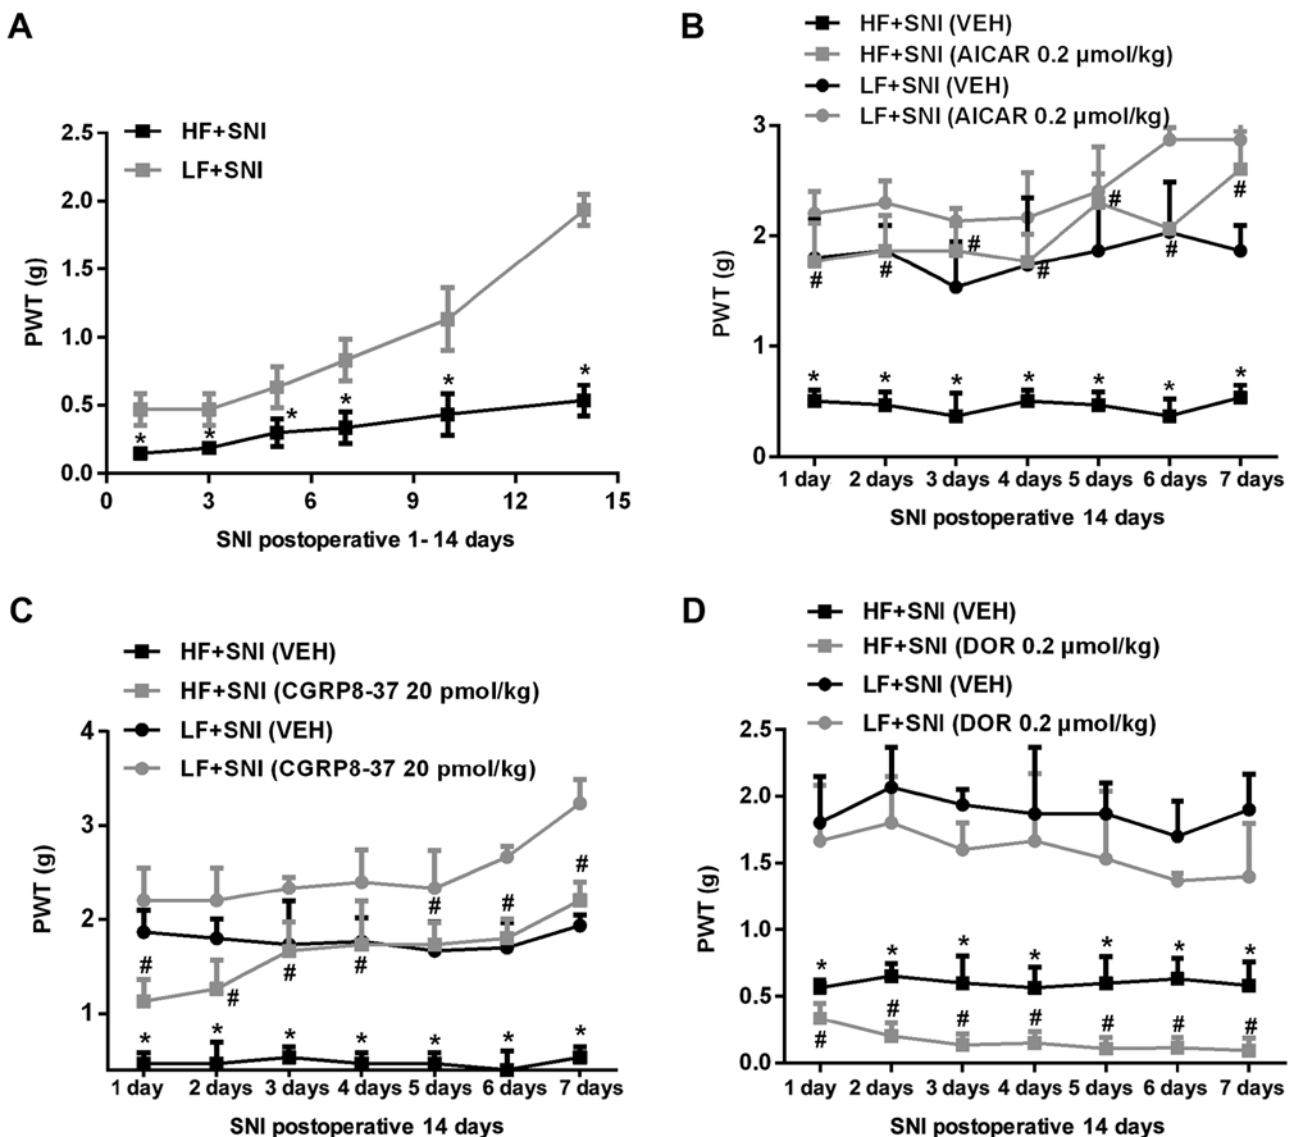 A
HF+SNI
LF+SNI
2.5
2.0
1.5
1.0
0.5
0.0
PWT (g)
* * * * * *
0 3 6 9 12 15
SNI postoperative 1- 14 days
B
HF+SNI (VEH)
HF+SNI (AICAR 0.2 μmol/kg)
LF+SNI (VEH)
LF+SNI (AICAR 0.2 μmol/kg)
3
2
1
0
PWT (g)
# # # # # # #
* * * * * * *
1 day 2 days 3 days 4 days 5 days 6 days 7 days
SNI postoperative 14 days
C
HF+SNI (VEH)
HF+SNI (CGRP8-37 20 pmol/kg)
LF+SNI (VEH)
LF+SNI (CGRP8-37 20 pmol/kg)
4
3
2
1
PWT (g)
# # # # # # #
* * * * * * *
1 day 2 days 3 days 4 days 5 days 6 days 7 days
SNI postoperative 14 days
D
HF+SNI (VEH)
HF+SNI (DOR 0.2 μmol/kg)
LF+SNI (VEH)
LF+SNI (DOR 0.2 μmol/kg)
2.5
2.0
1.5
1.0
0.5
0.0
PWT (g)
* * * * * * *
# # # # # # #
1 day 2 days 3 days 4 days 5 days 6 days 7 days
SNI postoperative 14 days